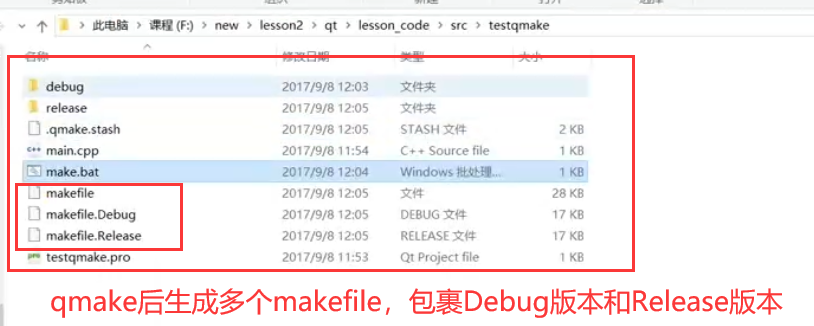 此电脑 › 课程 (F:) › new › lesson2 › qt › lesson_code › src › testqmake
名称 修改日期 类型 大小
debug 2017/9/8 12:03 文件夹
release 2017/9/8 12:05 文件夹
.qmake.stash 2017/9/8 12:05 STASH 文件 2 KB
main.cpp 2017/9/8 11:54 C++ Source file 1 KB
make.bat 2017/9/8 12:04 Windows 批处理... 1 KB
makefile 2017/9/8 12:05 文件 28 KB
makefile.Debug 2017/9/8 12:05 DEBUG 文件 17 KB
makefile.Release 2017/9/8 12:05 RELEASE 文件 17 KB
testqmake.pro 2017/9/8 11:53 Qt Project file 1 KB
qmake后生成多个makefile，包裹Debug版本和Release版本